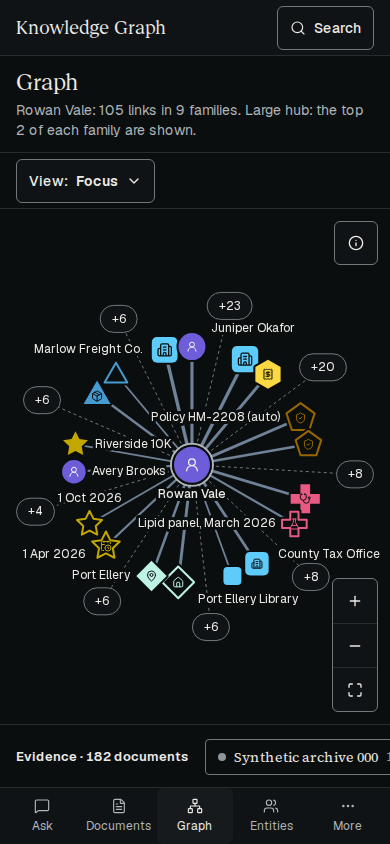 Knowledge Graph
Search
Graph
Rowan Vale: 105 links in 9 families. Large hub: the top
2 of each family are shown.
View: Focus
+23
+6
Juniper Okafor
Marlow Freight Co.
+20
+6
Policy HM-2208 (auto)
Riverside 10K
Avery Brooks
+8
Rowan Vale
1 Oct 2026
+4
Lipid panel, March 2026
1 Apr 2026
County Tax Office
Port Ellery
+8
+6
Port Ellery Library
+6
+
−
Evidence · 182 documents
Synthetic archive 000
Ask
Documents
Graph
Entities
More